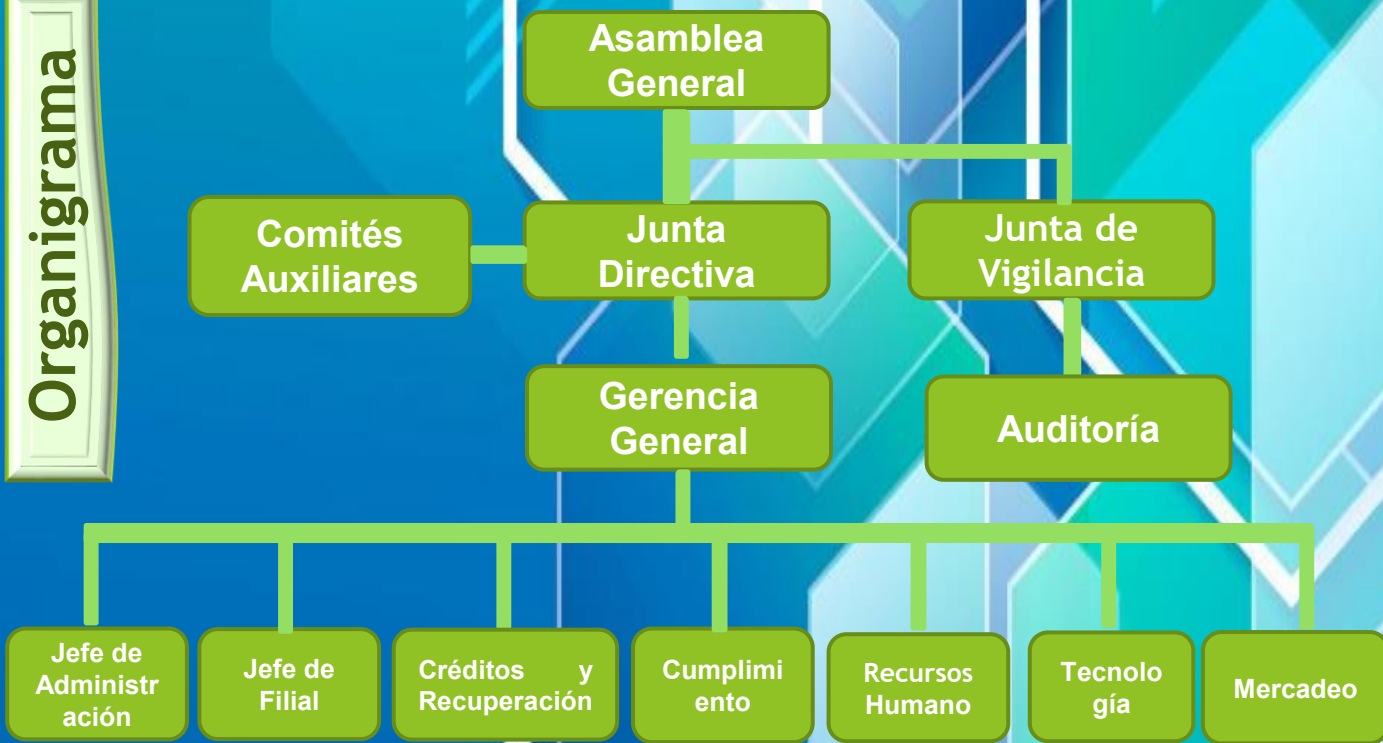 Organigrama
Asamblea
General
Comités
Auxiliares
Junta
Directiva
Junta de
Vigilancia
Gerencia
General
Auditoría
Jefe de
Administr
ación
Jefe de
Filial
Créditos y
Recuperación
Cumplimi
ento
Recursos
Humano
Tecnolo
gía
Mercadeo